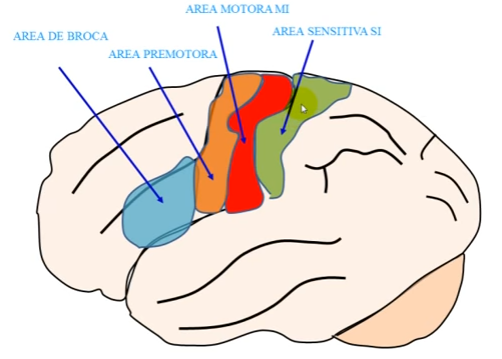 AREA MOTORA MI
AREA DE BROCA
AREA SENSITIVA SI
AREA PREMOTORA